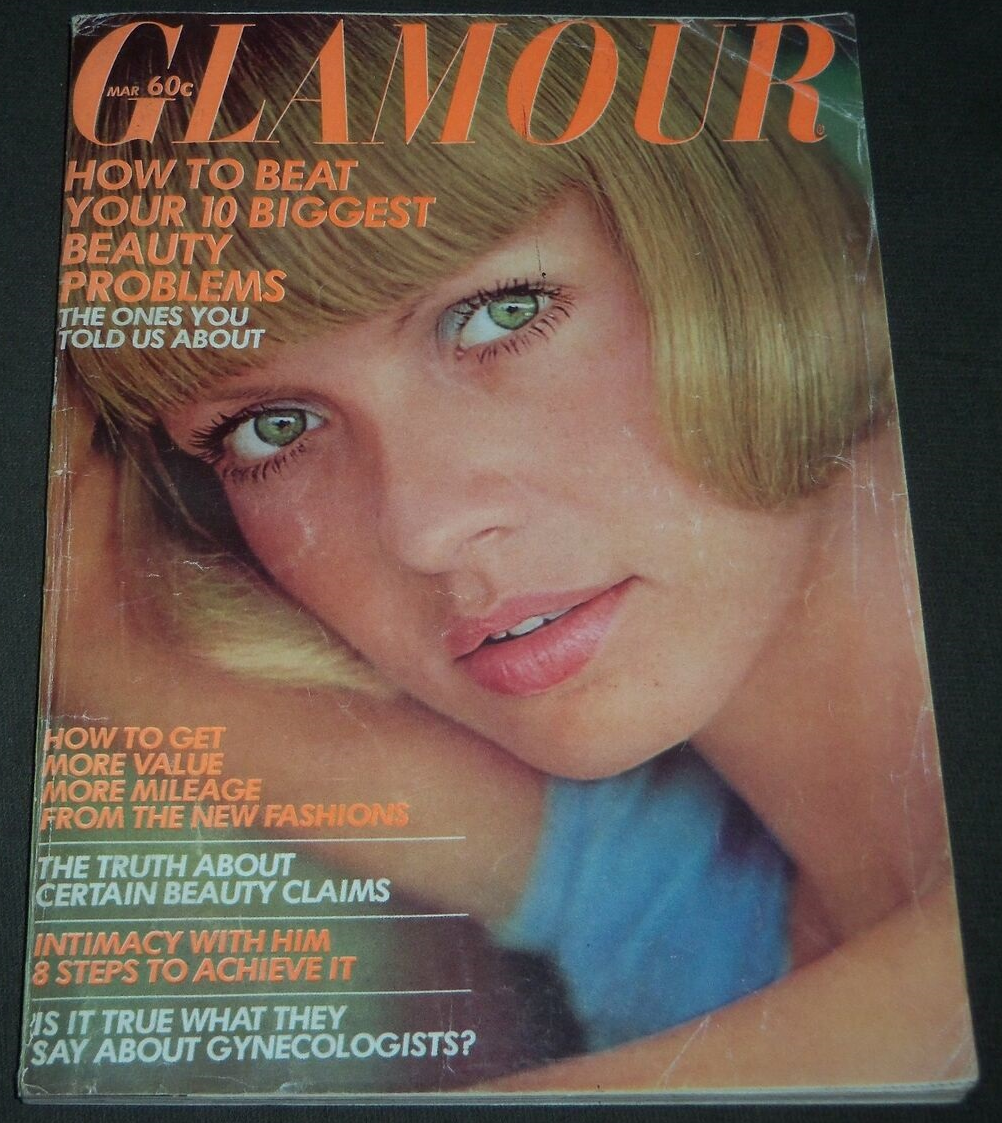 GLAMOUR
MAR 60c
HOW TO BEAT
YOUR 10 BIGGEST
BEAUTY
PROBLEMS
THE ONES YOU
TOLD US ABOUT
HOW TO GET
MORE VALUE
MORE MILEAGE
FROM THE NEW FASHIONS
THE TRUTH ABOUT
CERTAIN BEAUTY CLAIMS
INTIMACY WITH HIM
8 STEPS TO ACHIEVE IT
IS IT TRUE WHAT THEY
SAY ABOUT GYNECOLOGISTS?